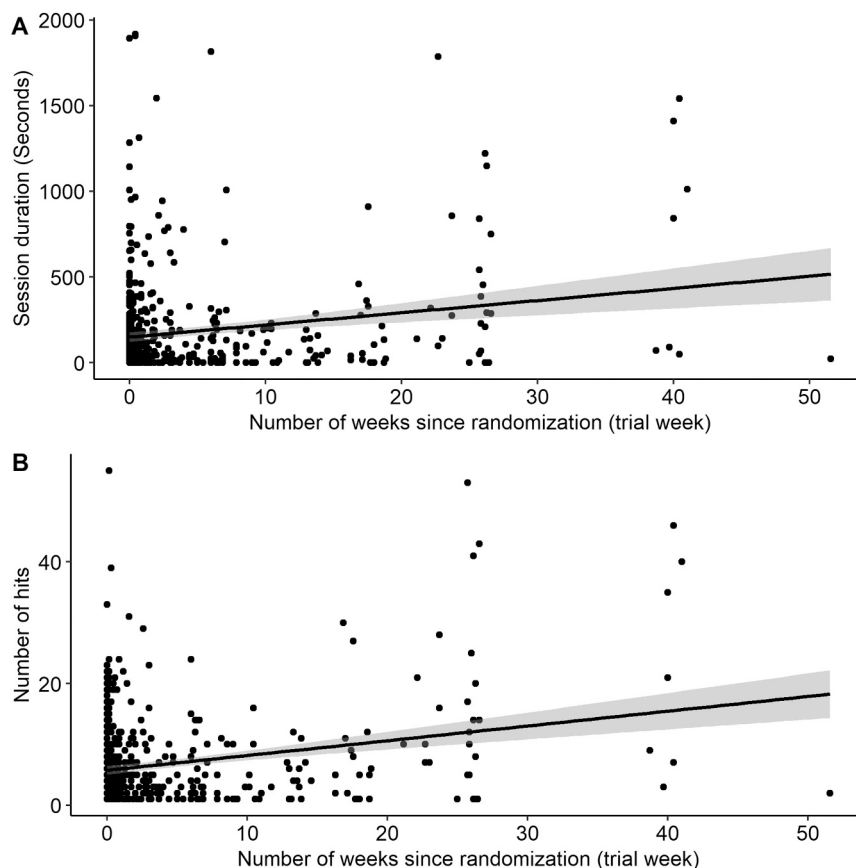 A
Session duration (Seconds)
2000
1500
1000
500
0
0 10 20 30 40 50
Number of weeks since randomization (trial week)
B
Number of hits
40
20
0
0 10 20 30 40 50
Number of weeks since randomization (trial week)